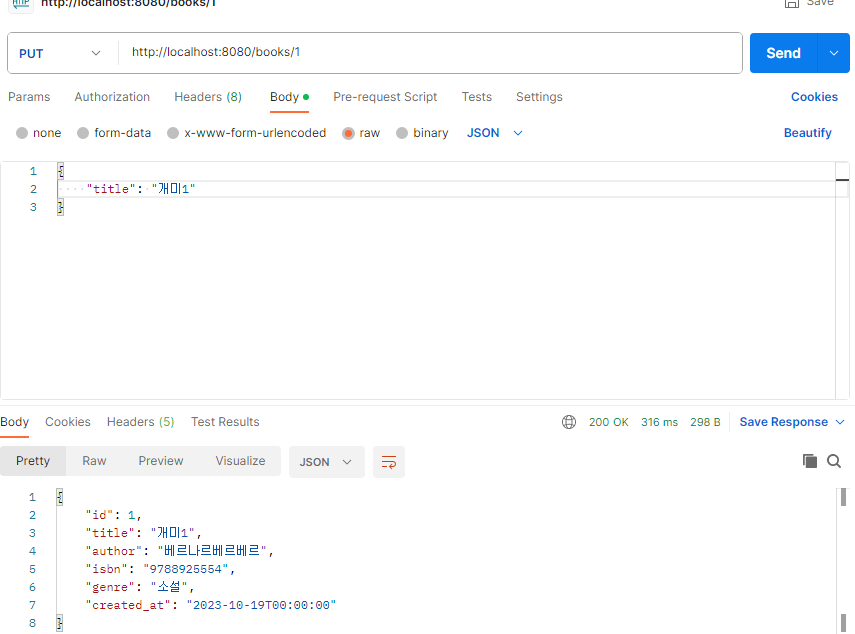 HTTP http://localhost:8080/books/1 Save
PUT http://localhost:8080/books/1 Send
Params Authorization Headers (8) Body Pre-request Script Tests Settings Cookies
none form-data x-www-form-urlencoded raw binary JSON Beautify
1 {
2 ····"title":·"개미1"
3 }
Body Cookies Headers (5) Test Results 200 OK 316 ms 298 B Save Response
Pretty Raw Preview Visualize JSON
1 {
2 "id": 1,
3 "title": "개미1",
4 "author": "베르나르베르베르",
5 "isbn": "9788925554",
6 "genre": "소설",
7 "created_at": "2023-10-19T00:00:00"
8 }